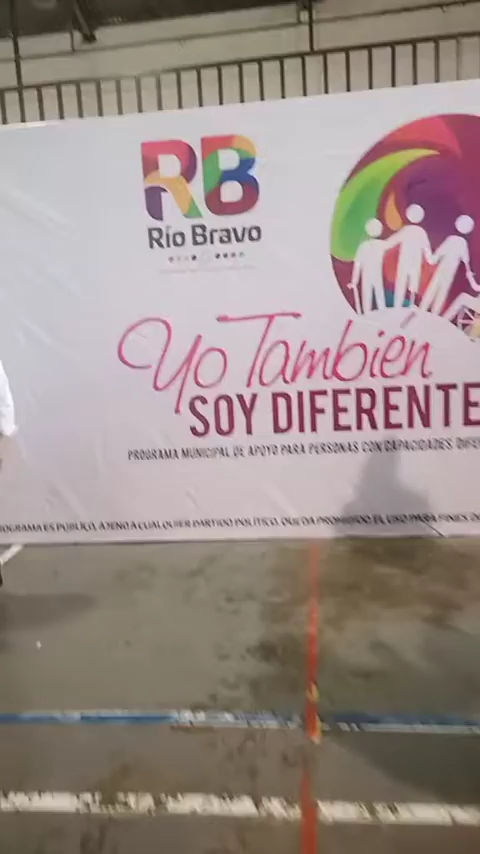 RB
Río Bravo
Yo También
SOY DIFERENTE
PROGRAMA MUNICIPAL DE APOYO PARA PERSONAS CON CAPACIDADES DIFE
PROGRAMA ES PÚBLICO, AJENO A CUALQUIER PARTIDO POLÍTICO. QUEDA PROHIBIDO EL USO PARA FINES